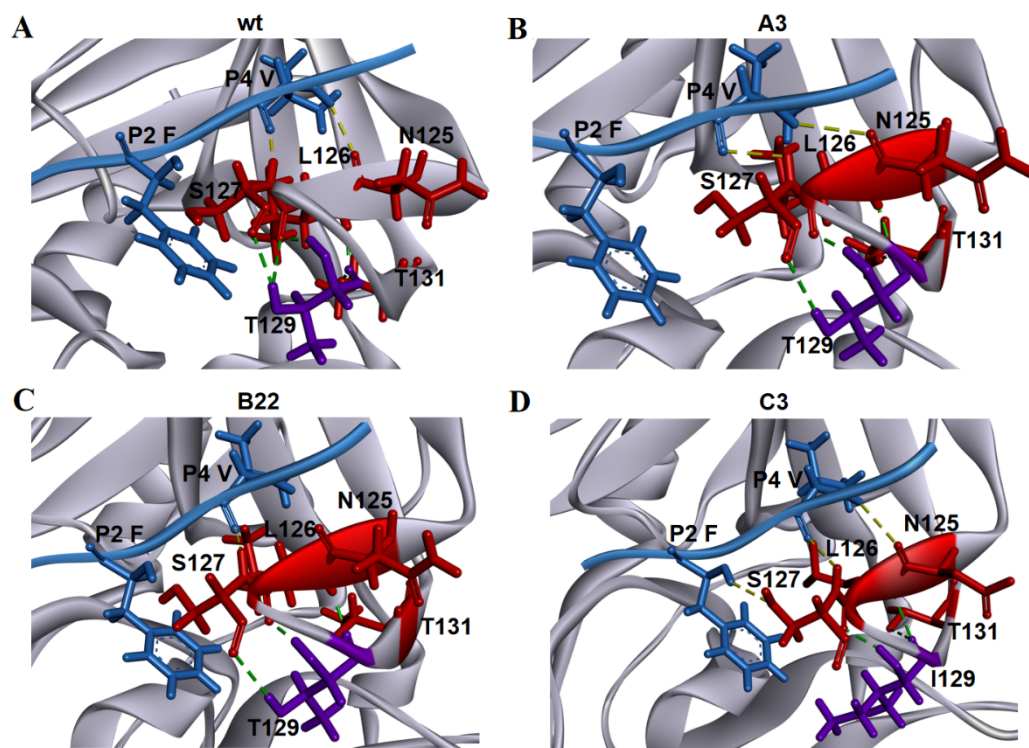 A
wt
P4 V
P2 F
N125
L126
S127
T131
T129
B
A3
P4 V
N125
P2 F
L126
S127
T131
T129
C
B22
P4 V
N125
P2 F
L126
S127
T131
T129
D
C3
P4 V
N125
P2 F
L126
S127
T131
I129